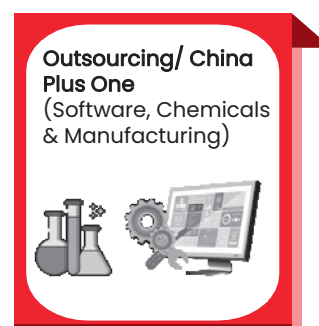 Outsourcing/ China
Plus One
(Software, Chemicals
& Manufacturing)